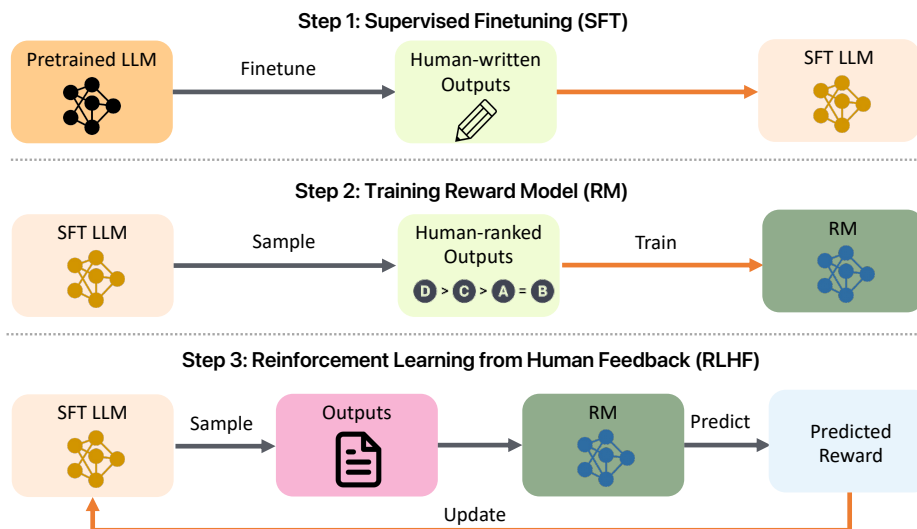 Step 1: Supervised Finetuning (SFT)
Pretrained LLM
Finetune
Human-written
Outputs
SFT LLM
Step 2: Training Reward Model (RM)
SFT LLM
Sample
Human-ranked
Outputs
D > C > A = B
Train
RM
Step 3: Reinforcement Learning from Human Feedback (RLHF)
SFT LLM
Sample
Outputs
RM
Predict
Predicted
Reward
Update